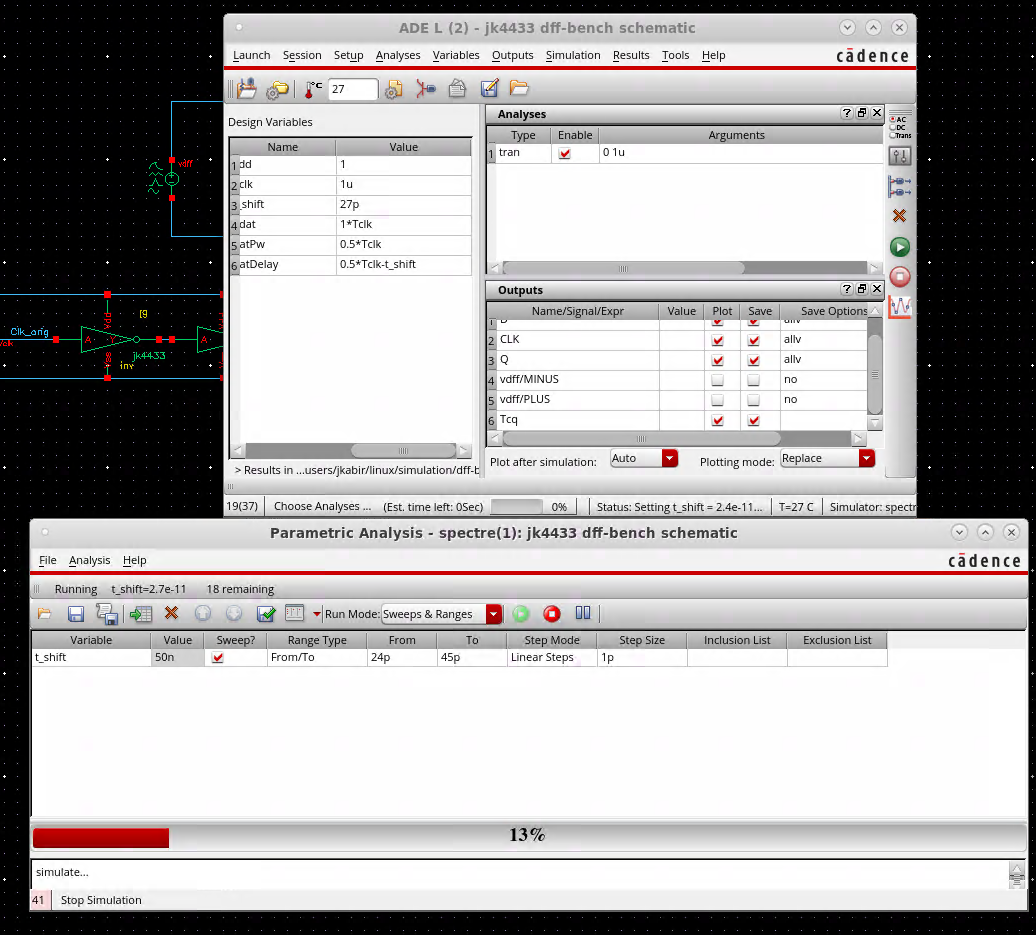 ADE L (2) - jk4433 dff-bench schematic
Launch Session Setup Analyses Variables Outputs Simulation Results Tools Help cādence
°C 27
AC
DC
Trans
Design Variables
Name Value
1 dd 1
2 clk 1u
3 _shift 27p
4 dat 1*Tclk
5 atPw 0.5*Tclk
6 atDelay 0.5*Tclk-t_shift
> Results in ...users/jkabir/linux/simulation/dff-b
Analyses
Type Enable Arguments
1 tran 0 1u
Outputs
Name/Signal/Expr Value Plot Save Save Options
2 CLK allv
3 Q allv
4 vdff/MINUS no
5 vdff/PLUS no
6 Tcq
Plot after simulation: Auto Plotting mode: Replace
19(37) Choose Analyses ... (Est. time left: 0Sec) 0% Status: Setting t_shift = 2.4e-11... T=27 C Simulator: spectr
vdff
Clk_orig
A
Y
Vdd
Vss
jk4433
inv
A
Parametric Analysis - spectre(1): jk4433 dff-bench schematic
File Analysis Help cādence
Running t_shift=2.7e-11 18 remaining
Run Mode: Sweeps & Ranges
Variable Value Sweep? Range Type From To Step Mode Step Size Inclusion List Exclusion List
t_shift 50n From/To 24p 45p Linear Steps 1p
13%
simulate...
41 Stop Simulation